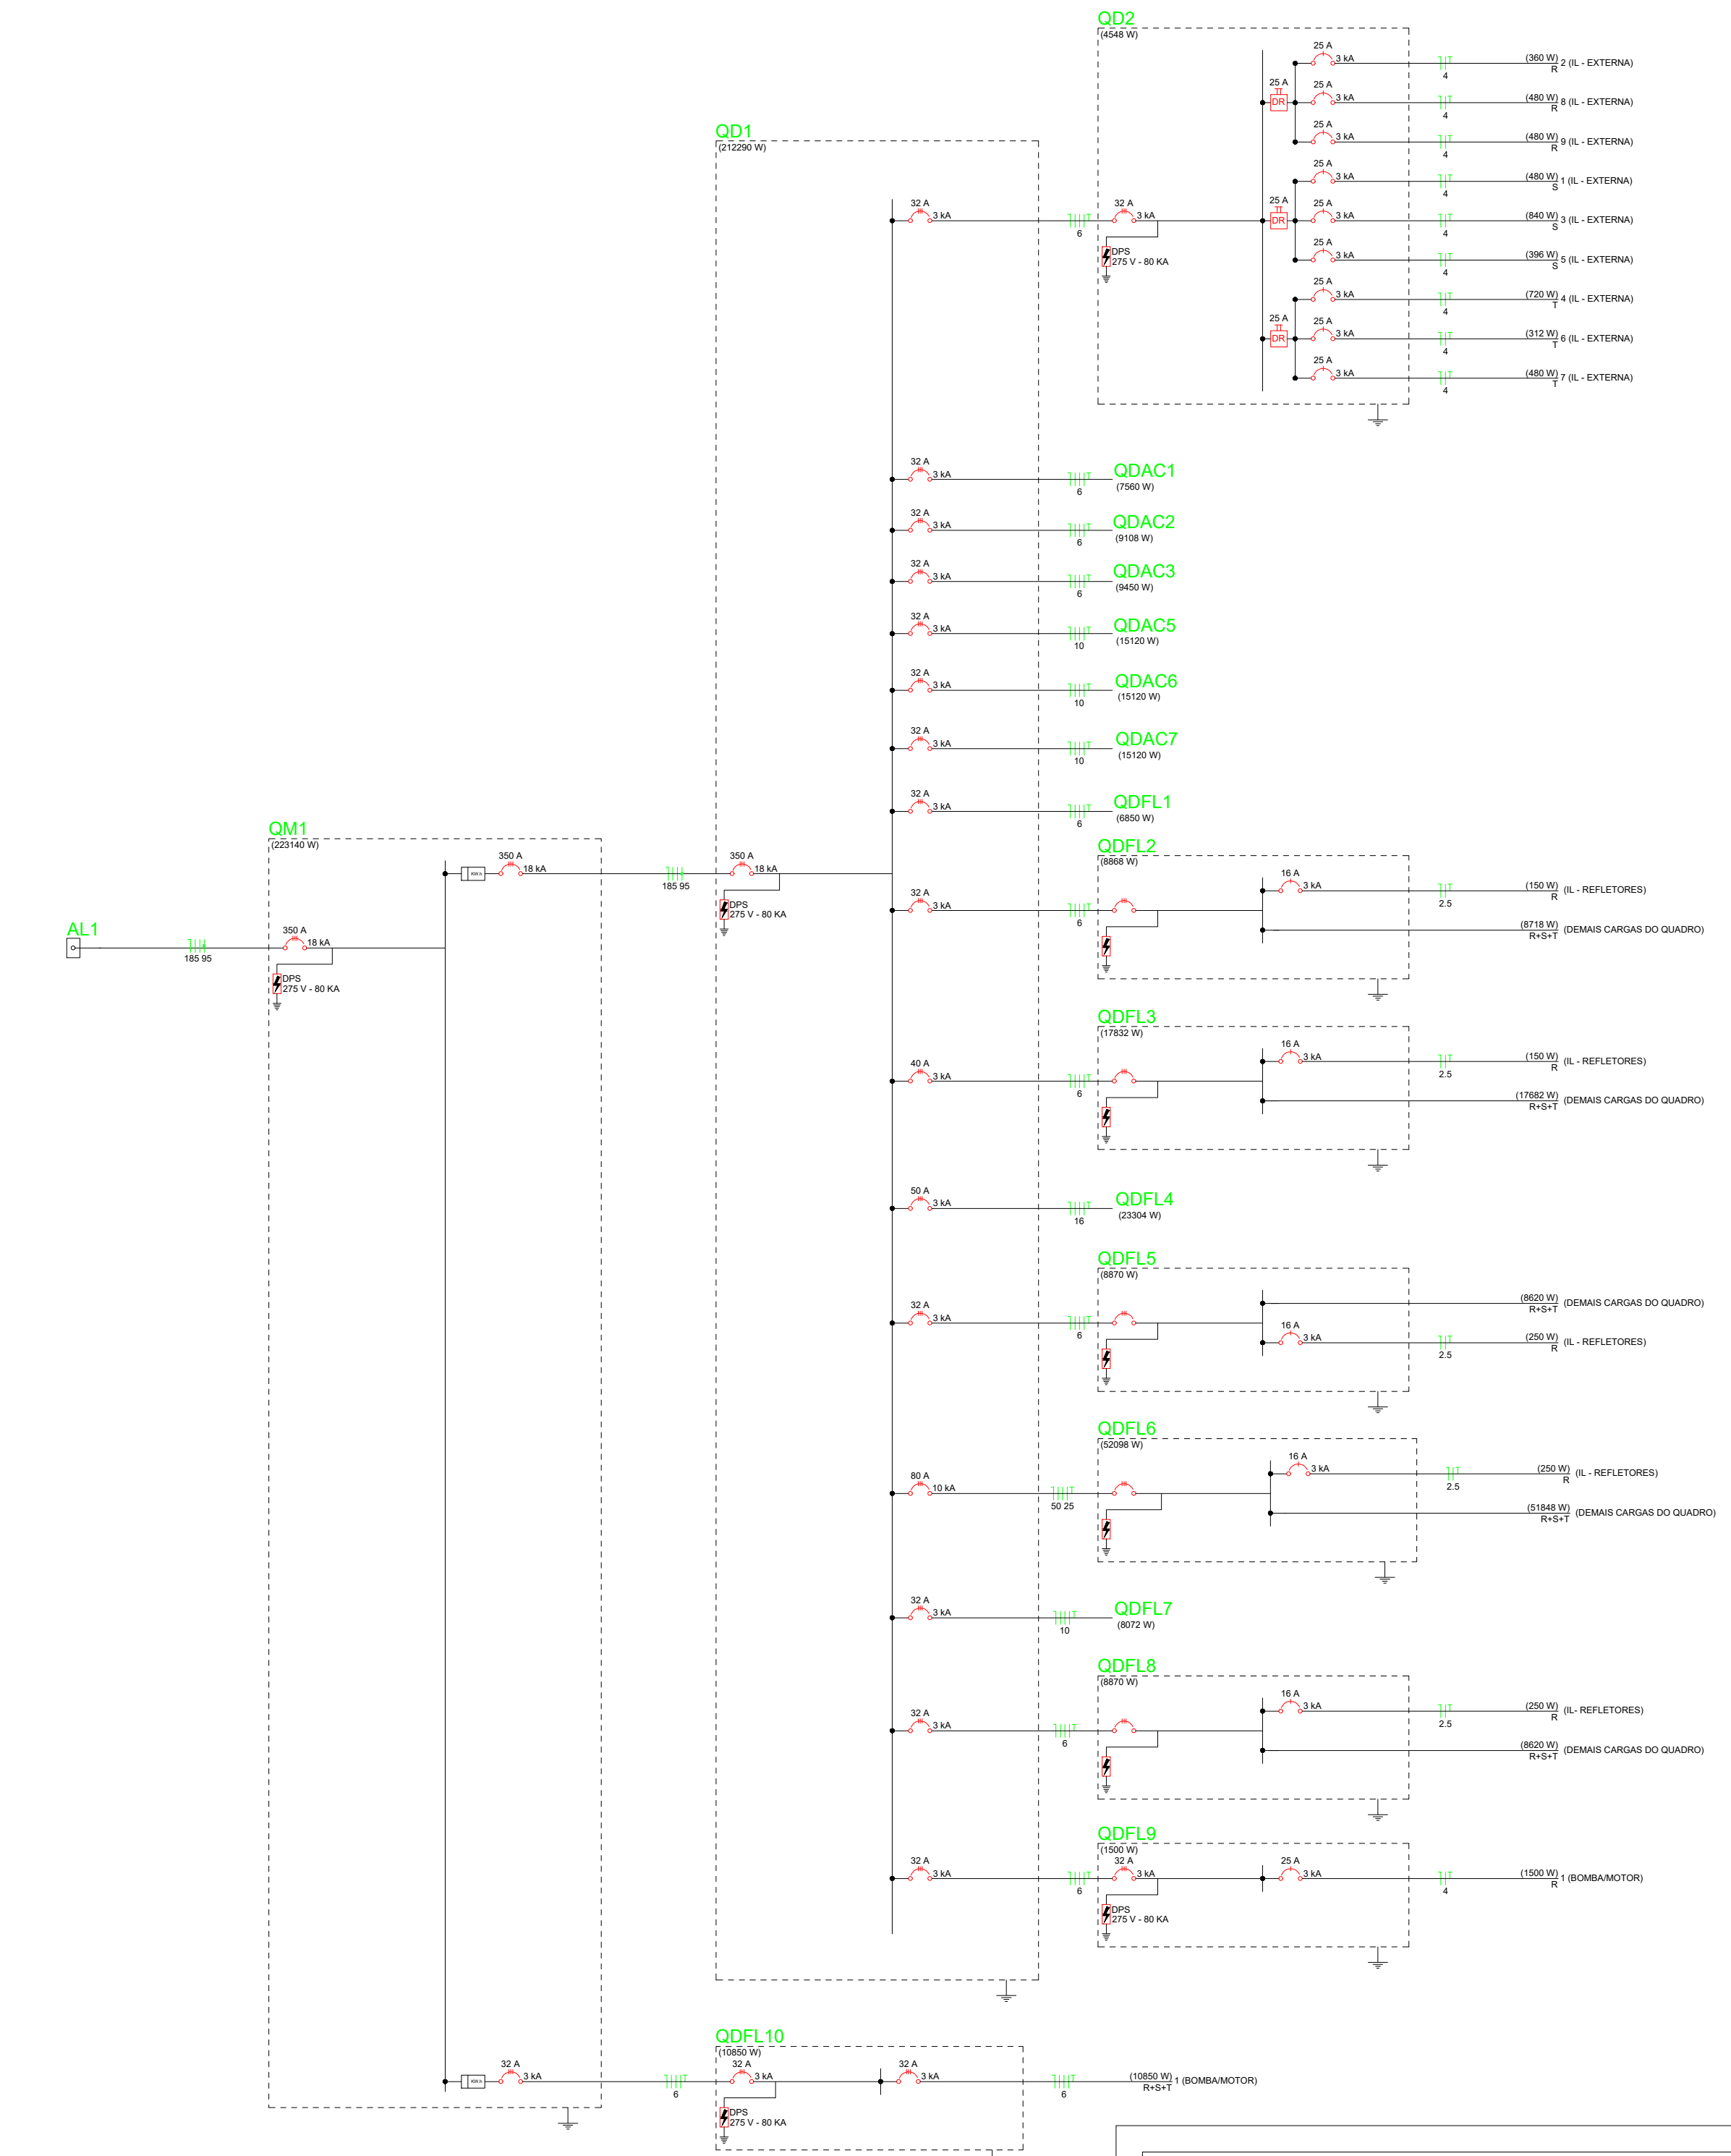 QD2
(4548 W)
25 A
3 kA
4
(360 W)
R
2 (IL - EXTERNA)
25 A
DR
25 A
3 kA
4
(480 W)
R
8 (IL - EXTERNA)
25 A
3 kA
4
(480 W)
R
9 (IL - EXTERNA)
25 A
3 kA
4
(480 W)
S
1 (IL - EXTERNA)
32 A
3 kA
6
32 A
3 kA
DPS
275 V - 80 KA
25 A
DR
25 A
3 kA
4
(840 W)
S
3 (IL - EXTERNA)
25 A
3 kA
4
(396 W)
S
5 (IL - EXTERNA)
25 A
3 kA
4
(720 W)
T
4 (IL - EXTERNA)
25 A
DR
25 A
3 kA
4
(312 W)
T
6 (IL - EXTERNA)
25 A
3 kA
4
(480 W)
T
7 (IL - EXTERNA)
QD1
(212290 W)
32 A
3 kA
6
QDAC1
(7560 W)
32 A
3 kA
6
QDAC2
(9108 W)
32 A
3 kA
6
QDAC3
(9450 W)
32 A
3 kA
10
QDAC5
(15120 W)
32 A
3 kA
10
QDAC6
(15120 W)
32 A
3 kA
10
QDAC7
(15120 W)
32 A
3 kA
6
QDFL1
(6850 W)
QM1
(223140 W)
350 A
18 kA
185 95
350 A
18 kA
DPS
275 V - 80 KA
AL1
185 95
350 A
18 kA
DPS
275 V - 80 KA
32 A
3 kA
6
QDFL2
(8868 W)
16 A
3 kA
2.5
(150 W)
R
(IL - REFLETORES)
(8718 W)
R+S+T
(DEMAIS CARGAS DO QUADRO)
40 A
3 kA
6
QDFL3
(17832 W)
16 A
3 kA
2.5
(150 W)
R
(IL - REFLETORES)
(17682 W)
R+S+T
(DEMAIS CARGAS DO QUADRO)
50 A
3 kA
16
QDFL4
(23304 W)
32 A
3 kA
6
QDFL5
(8870 W)
(8620 W)
R+S+T
(DEMAIS CARGAS DO QUADRO)
16 A
3 kA
2.5
(250 W)
R
(IL - REFLETORES)
80 A
10 kA
50 25
QDFL6
(52098 W)
16 A
3 kA
2.5
(250 W)
R
(IL - REFLETORES)
(51848 W)
R+S+T
(DEMAIS CARGAS DO QUADRO)
32 A
3 kA
10
QDFL7
(8072 W)
32 A
3 kA
6
QDFL8
(8870 W)
16 A
3 kA
2.5
(250 W)
R
(IL- REFLETORES)
(8620 W)
R+S+T
(DEMAIS CARGAS DO QUADRO)
32 A
3 kA
6
QDFL9
(1500 W)
32 A
3 kA
DPS
275 V - 80 KA
25 A
3 kA
4
(1500 W)
R
1 (BOMBA/MOTOR)
32 A
3 kA
6
QDFL10
(10850 W)
32 A
3 kA
DPS
275 V - 80 KA
32 A
3 kA
6
(10850 W)
R+S+T
1 (BOMBA/MOTOR)